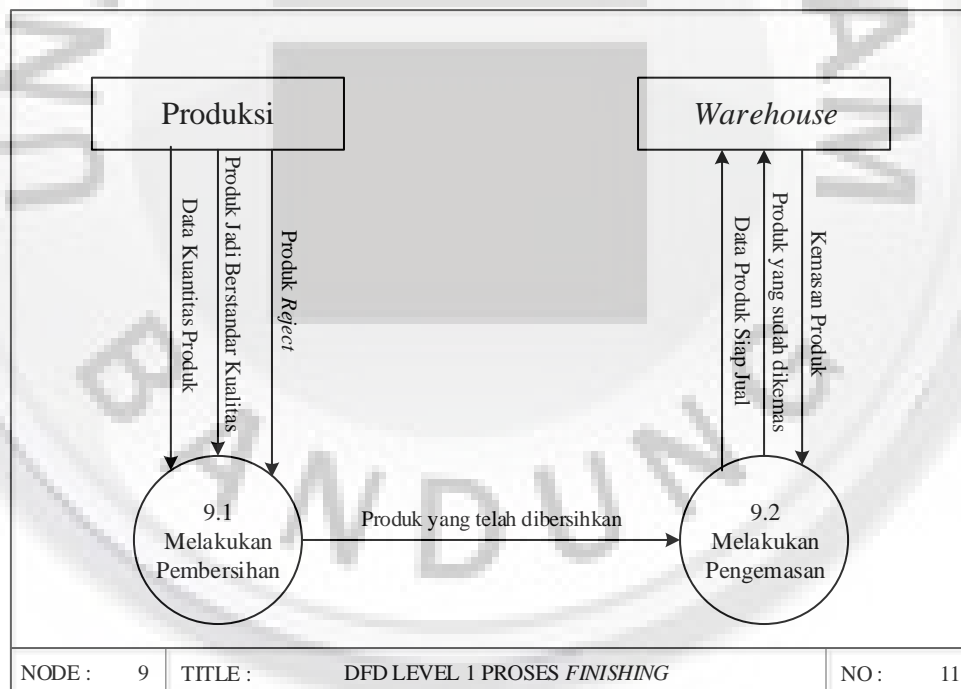 Produksi
Warehouse
Data Kuantitas Produk
Produk Jadi Berstandar Kualitas
Produk Reject
Data Produk Siap Jual
Produk yang sudah dikemas
Kemasan Produk
9.1
Melakukan
Pembersihan
Produk yang telah dibersihkan
9.2
Melakukan
Pengemasan
BANDUNG
NODE : 9 TITLE : DFD LEVEL 1 PROSES FINISHING NO : 11